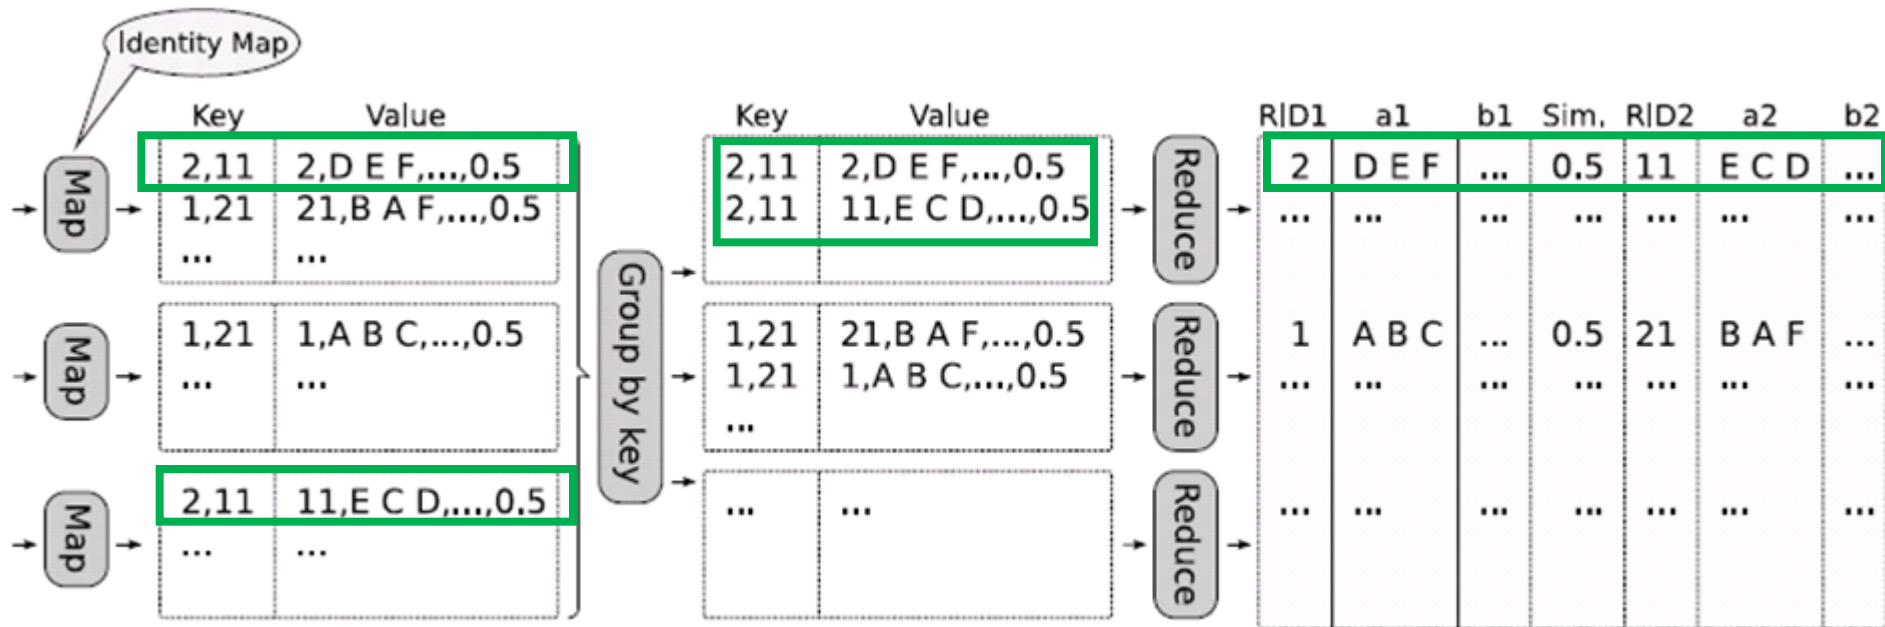 Identity Map
Key Value
Map
2,11 2,D E F,...,0.5
1,21 21,B A F,...,0.5
... ...
Map
1,21 1,A B C,...,0.5
... ...
Map
2,11 11,E C D,...,0.5
... ...
Group by key
Key Value
2,11 2,D E F,...,0.5
2,11 11,E C D,...,0.5
1,21 21,B A F,...,0.5
1,21 1,A B C,...,0.5
...
... ...
Reduce
Reduce
Reduce
RID1 a1 b1 Sim. RID2 a2 b2
2 D E F ... 0.5 11 E C D ...
... ... ... ... ... ... ...
1 A B C ... 0.5 21 B A F ...
... ... ... ... ... ... ...
... ... ... ... ... ... ...